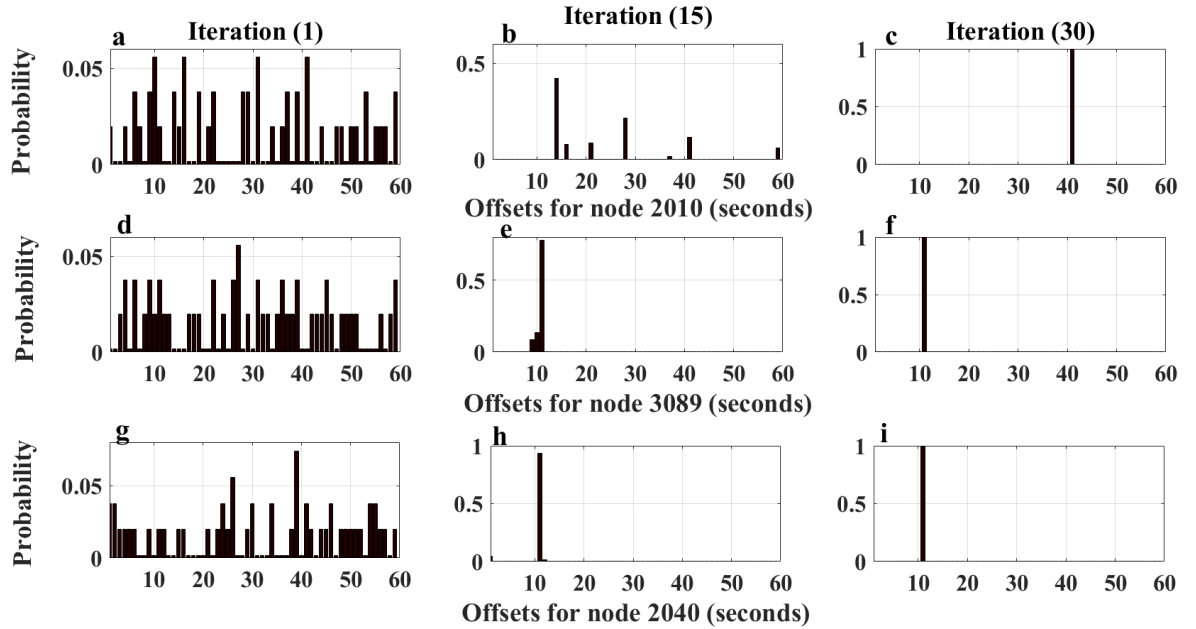 Iteration (1)
Iteration (15)
Iteration (30)
a
b
c
Probability
0.05
0
10 20 30 40 50 60
0.5
0
10 20 30 40 50 60
1
0.5
0
10 20 30 40 50 60
Offsets for node 2010 (seconds)
d
e
f
Probability
0.05
0
10 20 30 40 50 60
0.5
0
10 20 30 40 50 60
1
0.5
0
10 20 30 40 50 60
Offsets for node 3089 (seconds)
g
h
i
Probability
0.05
0
10 20 30 40 50 60
1
0.5
0
10 20 30 40 50 60
1
0.5
0
10 20 30 40 50 60
Offsets for node 2040 (seconds)